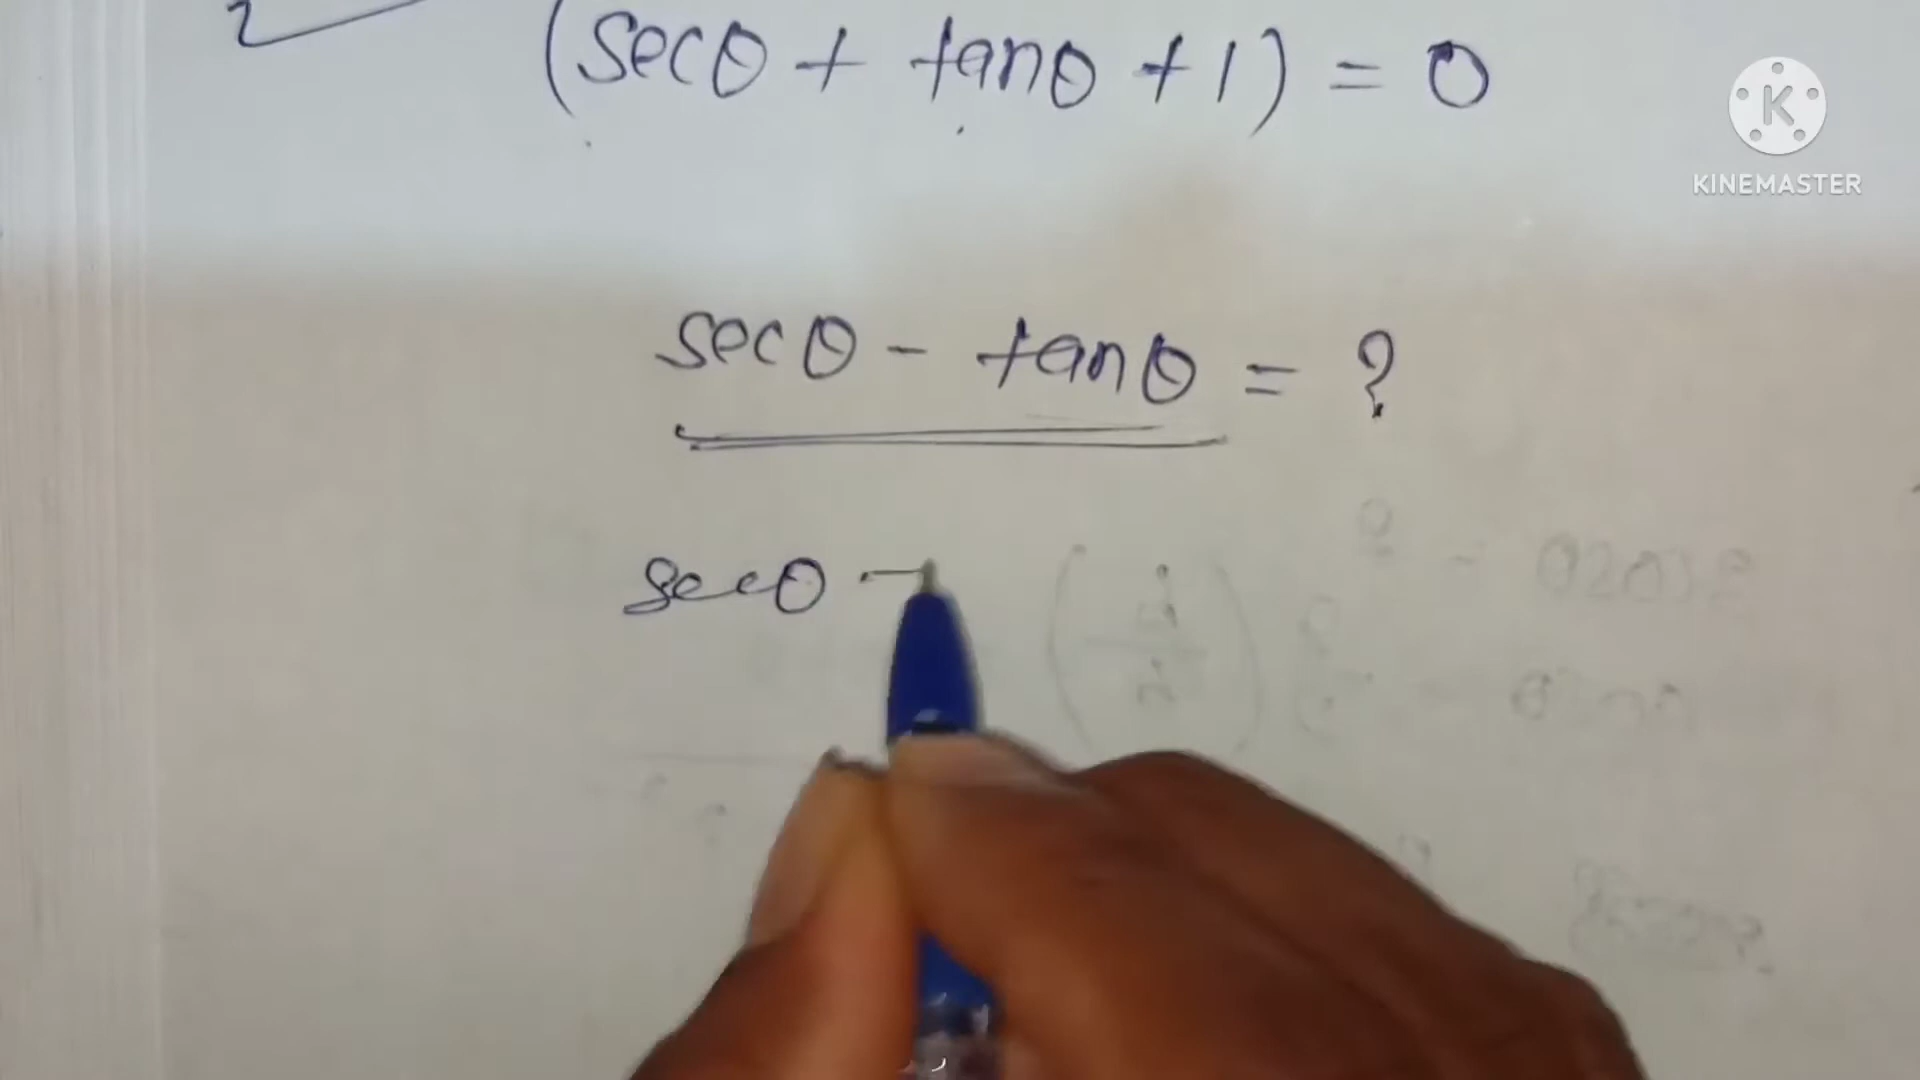 (secθ + tanθ + 1) = 0
KINEMASTER
secθ - tanθ = ?
secθ -